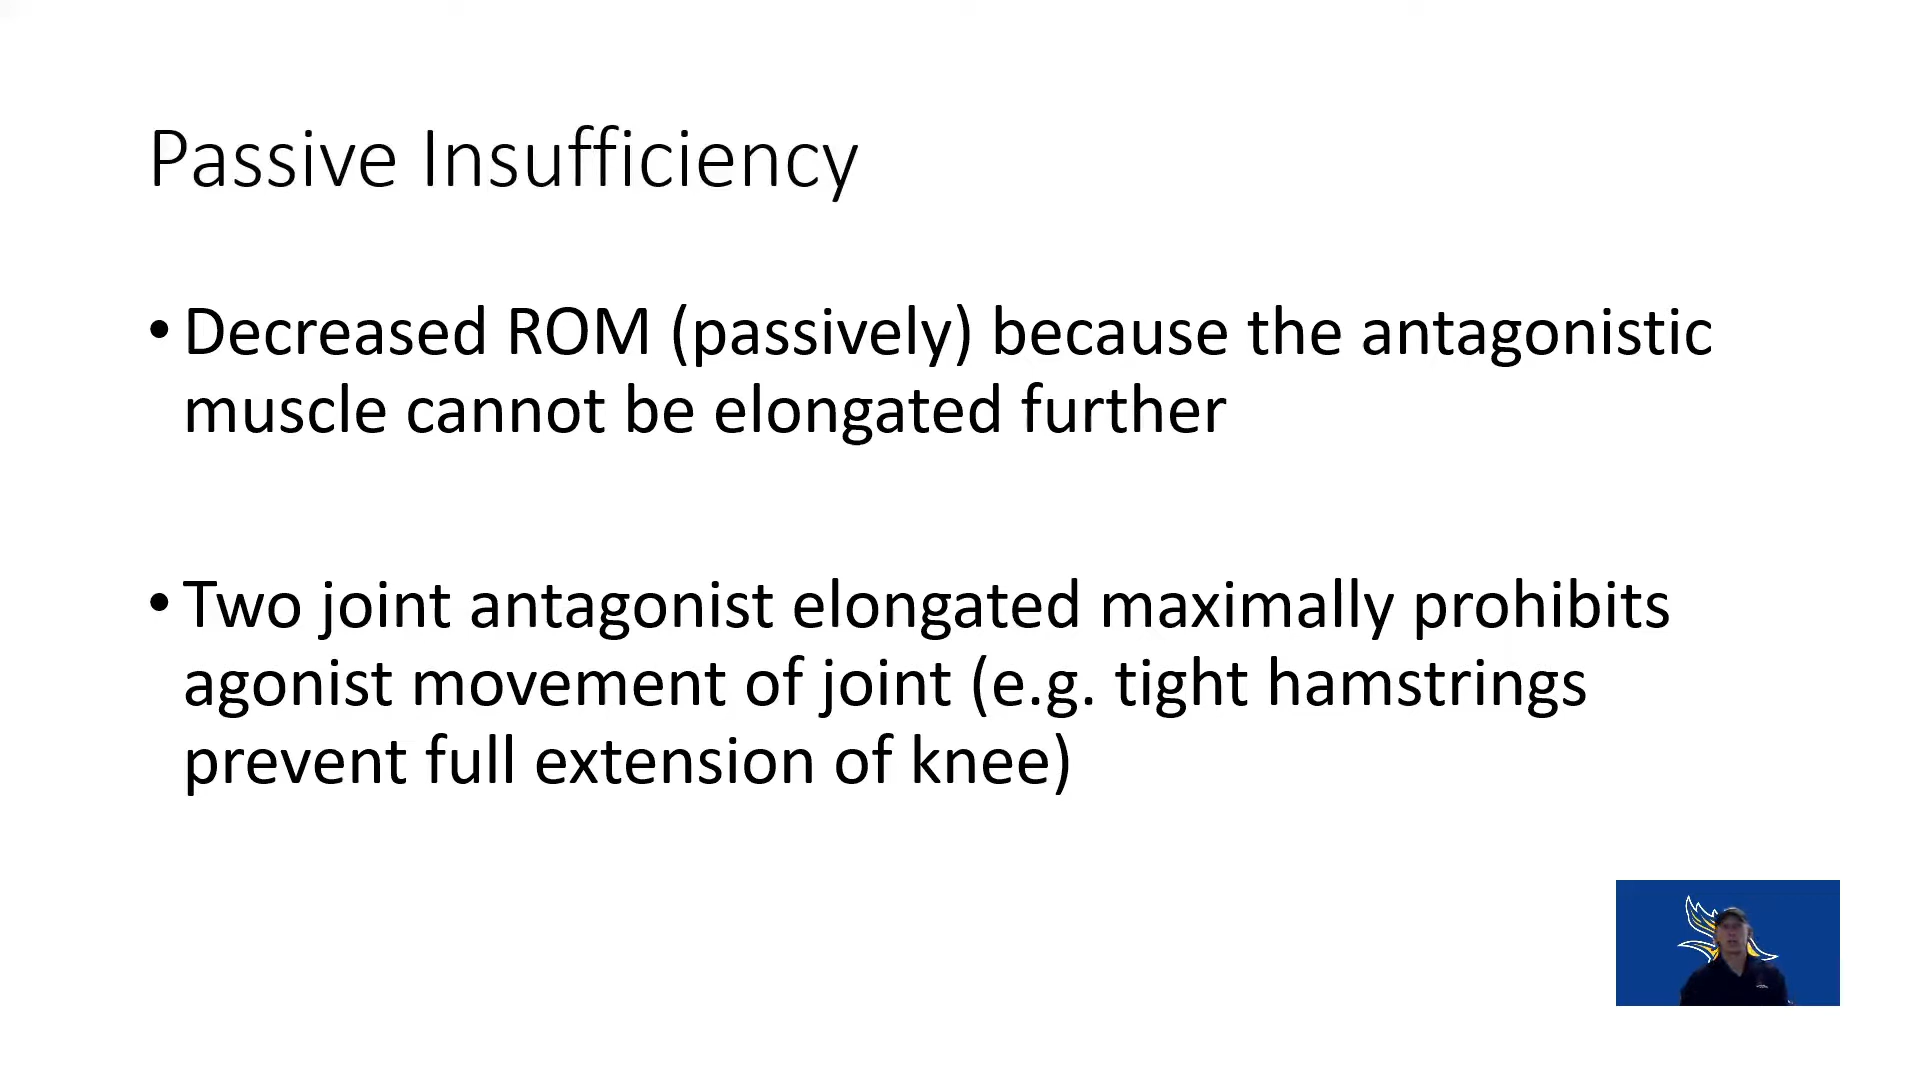 Passive Insufficiency
• Decreased ROM (passively) because the antagonistic
muscle cannot be elongated further
• Two joint antagonist elongated maximally prohibits
agonist movement of joint (e.g. tight hamstrings
prevent full extension of knee)